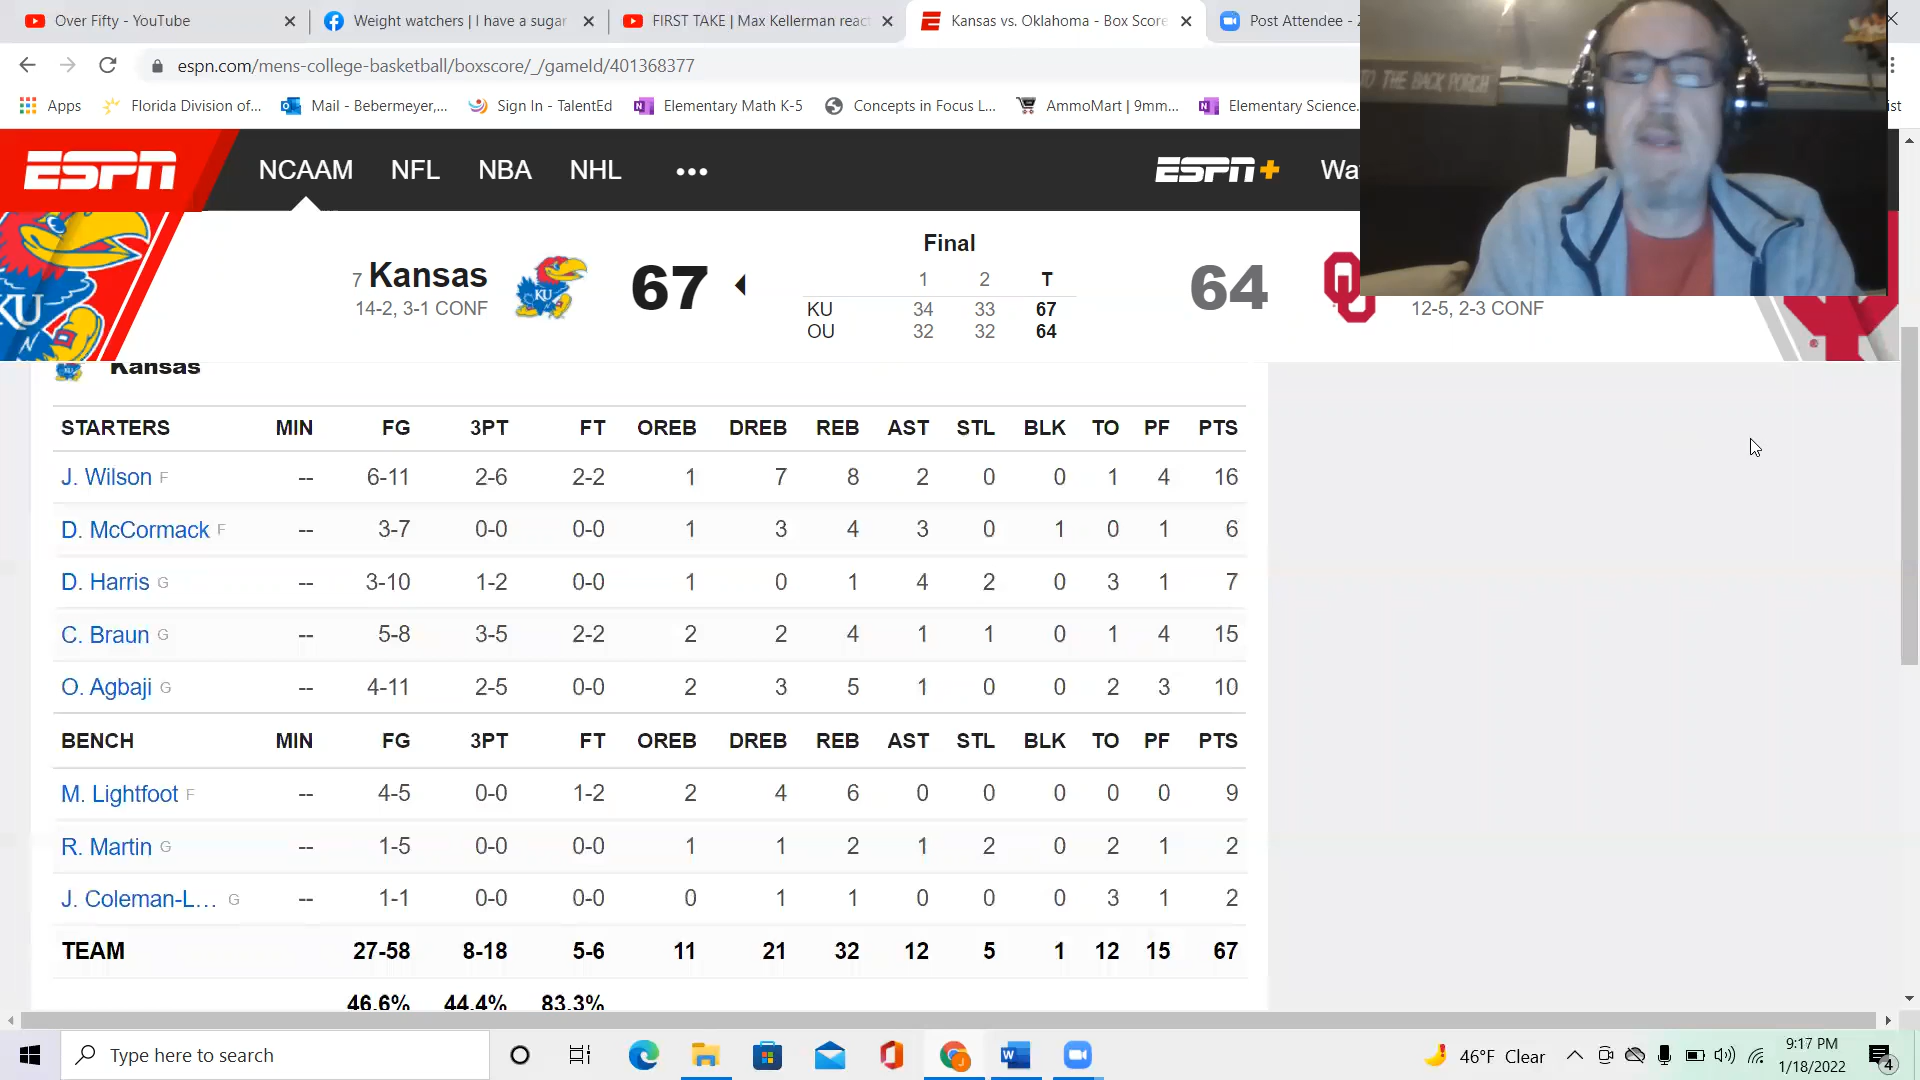 Over Fifty - YouTube
Weight watchers | I have a sugar
FIRST TAKE | Max Kellerman react
Kansas vs. Oklahoma - Box Score
Post Attendee - Z
espn.com/mens-college-basketball/boxscore/_/gameId/401368377
Apps Florida Division of... Mail - Bebermeyer,... Sign In - TalentEd Elementary Math K-5 Concepts in Focus L... AmmoMart | 9mm... Elementary Science. ist
TO THE BACK PORCH
ESPN NCAAM NFL NBA NHL ••• ESPN+ Wa
Final
7 Kansas 67 64
14-2, 3-1 CONF 12-5, 2-3 CONF
1 2 T
KU 34 33 67
OU 32 32 64
Kansas
STARTERS MIN FG 3PT FT OREB DREB REB AST STL BLK TO PF PTS
J. Wilson F -- 6-11 2-6 2-2 1 7 8 2 0 0 1 4 16
D. McCormack F -- 3-7 0-0 0-0 1 3 4 3 0 1 0 1 6
D. Harris G -- 3-10 1-2 0-0 1 0 1 4 2 0 3 1 7
C. Braun G -- 5-8 3-5 2-2 2 2 4 1 1 0 1 4 15
O. Agbaji G -- 4-11 2-5 0-0 2 3 5 1 0 0 2 3 10
BENCH MIN FG 3PT FT OREB DREB REB AST STL BLK TO PF PTS
M. Lightfoot F -- 4-5 0-0 1-2 2 4 6 0 0 0 0 0 9
R. Martin G -- 1-5 0-0 0-0 1 1 2 1 2 0 2 1 2
J. Coleman-L... G -- 1-1 0-0 0-0 0 1 1 0 0 0 3 1 2
TEAM 27-58 8-18 5-6 11 21 32 12 5 1 12 15 67
46.6% 44.4% 83.3%
Type here to search
46°F Clear
9:17 PM
1/18/2022
4